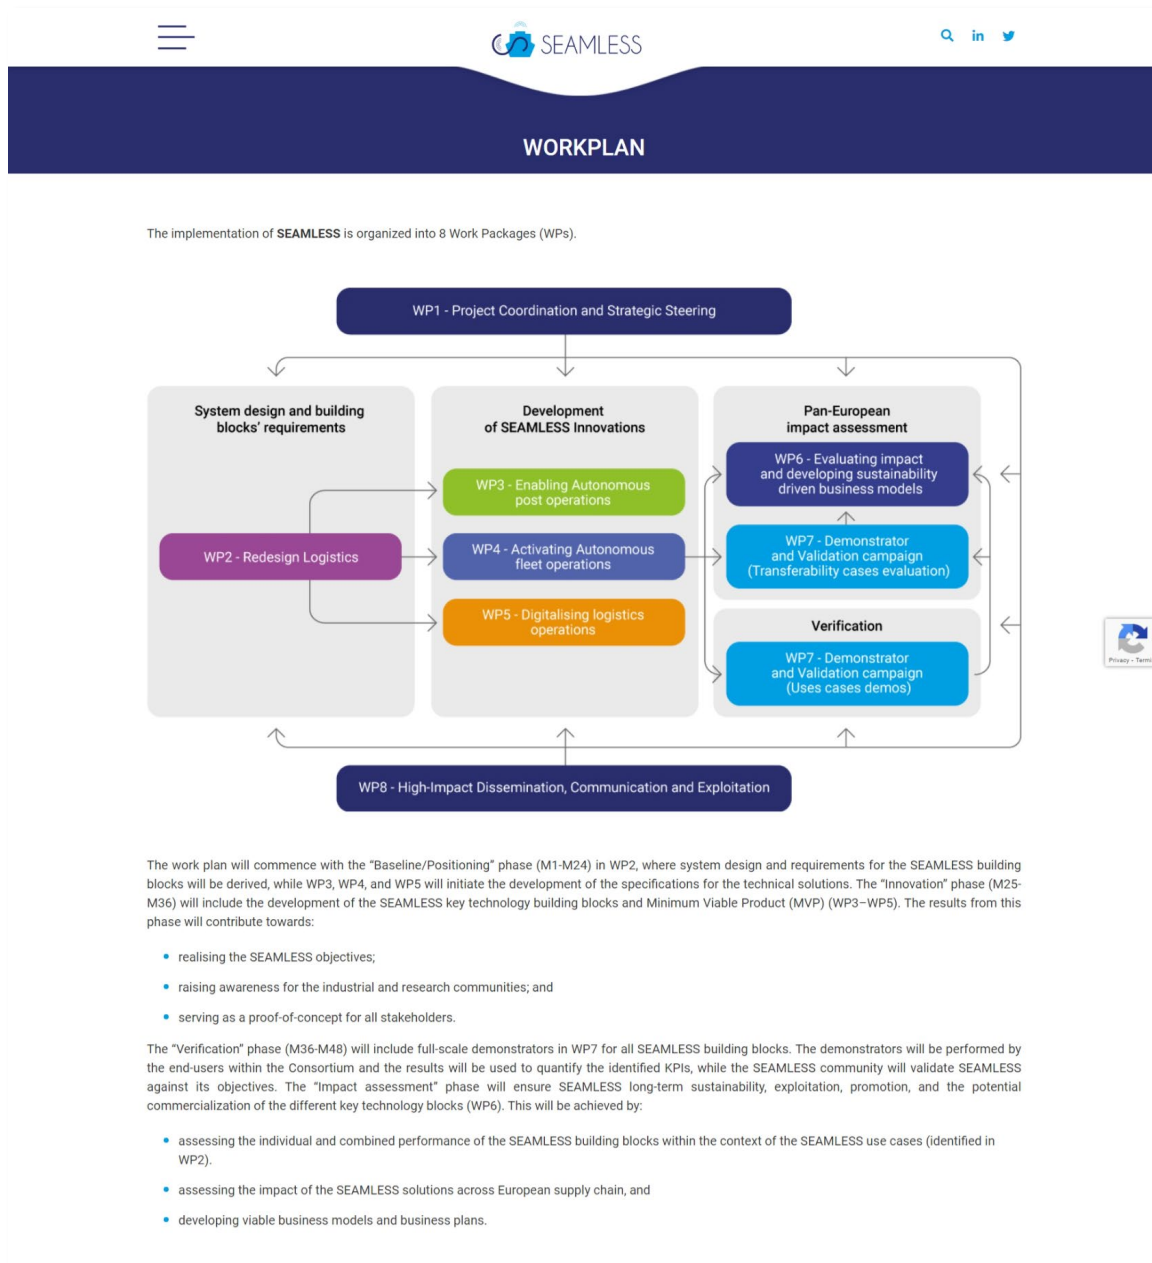 SEAMLESS
WORKPLAN
The implementation of SEAMLESS is organized into 8 Work Packages (WPs).
WP1 - Project Coordination and Strategic Steering
System design and building
blocks' requirements
WP2 - Redesign Logistics
Development
of SEAMLESS Innovations
WP3 - Enabling Autonomous
post operations
WP4 - Activating Autonomous
fleet operations
WP5 - Digitalising logistics
operations
Pan-European
impact assessment
WP6 - Evaluating impact
and developing sustainability
driven business models
WP7 - Demonstrator
and Validation campaign
(Transferability cases evaluation)
Verification
WP7 - Demonstrator
and Validation campaign
(Uses cases demos)
Privacy - Termi
WP8 - High-Impact Dissemination, Communication and Exploitation
The work plan will commence with the “Baseline/Positioning” phase (M1-M24) in WP2, where system design and requirements for the SEAMLESS building
blocks will be derived, while WP3, WP4, and WP5 will initiate the development of the specifications for the technical solutions. The “Innovation” phase (M25-
M36) will include the development of the SEAMLESS key technology building blocks and Minimum Viable Product (MVP) (WP3–WP5). The results from this
phase will contribute towards:
realising the SEAMLESS objectives;
raising awareness for the industrial and research communities; and
serving as a proof-of-concept for all stakeholders.
The “Verification” phase (M36-M48) will include full-scale demonstrators in WP7 for all SEAMLESS building blocks. The demonstrators will be performed by
the end-users within the Consortium and the results will be used to quantify the identified KPIs, while the SEAMLESS community will validate SEAMLESS
against its objectives. The “Impact assessment” phase will ensure SEAMLESS long-term sustainability, exploitation, promotion, and the potential
commercialization of the different key technology blocks (WP6). This will be achieved by:
assessing the individual and combined performance of the SEAMLESS building blocks within the context of the SEAMLESS use cases (identified in
WP2).
assessing the impact of the SEAMLESS solutions across European supply chain, and
developing viable business models and business plans.